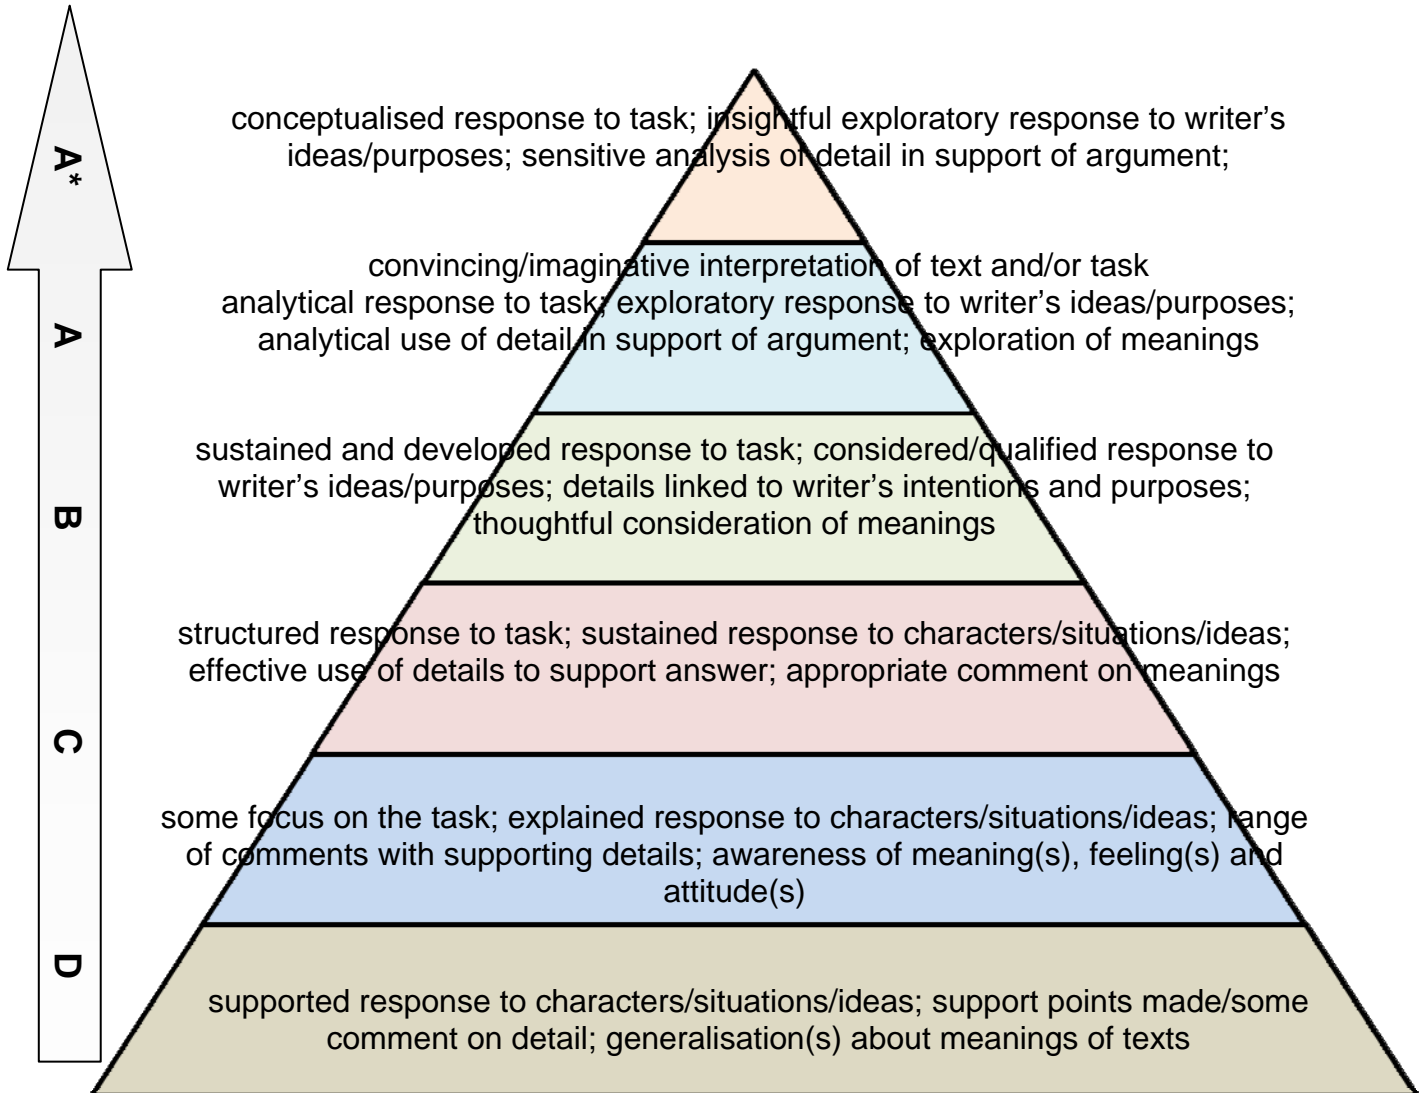 A*
conceptualised response to task; insightful exploratory response to writer's
ideas/purposes; sensitive analysis of detail in support of argument;
A
convincing/imaginative interpretation of text and/or task
analytical response to task; exploratory response to writer's ideas/purposes;
analytical use of detail in support of argument; exploration of meanings
B
sustained and developed response to task; considered/qualified response to
writer's ideas/purposes; details linked to writer's intentions and purposes;
thoughtful consideration of meanings
structured response to task; sustained response to characters/situations/ideas;
effective use of details to support answer; appropriate comment on meanings
C
some focus on the task; explained response to characters/situations/ideas; range
of comments with supporting details; awareness of meaning(s), feeling(s) and
attitude(s)
D
supported response to characters/situations/ideas; support points made/some
comment on detail; generalisation(s) about meanings of texts